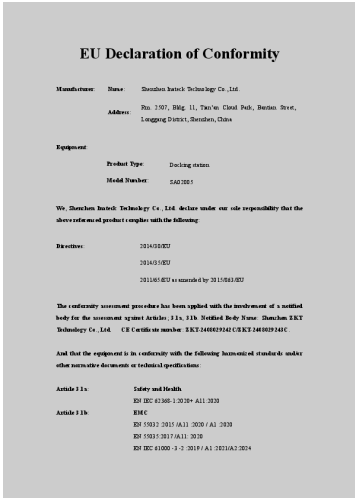 EU Declaration of Conformity
Manufacturer: Name: Shenzhen Inateck Technology Co., Ltd.
Address: Rm. 2507, Bldg. 11, Tian'an Cloud Park, Bantian Street,
Longgang District, Shenzhen, China
Equipment:
Product Type: Docking station
Model Number: SA02005
We, Shenzhen Inateck Technology Co., Ltd. declare under our sole responsibility that the
above referenced product complies with the following:
Directives: 2014/30/EU
2014/35/EU
2011/65/EU as amended by 2015/863/EU
The conformity assessment procedure has been applied with the involvement of a notified
body for the assessment against Articles; 3.1a, 3.1b Notified Body Name: Shenzhen ZKT
Technology Co., Ltd. CE Certificate number: ZKT-2408029242C/ZKT-2408029243C.
And that the equipment is in conformity with the following harmonized standards and/or
other normative documents or technical specifications:
Article 3.1a: Safety and Health
EN IEC 62368-1:2020+ A11:2020
Article 3.1b: EMC
EN 55032:2015 /A11:2020 / A1:2020
EN 55035:2017 /A11: 2020
EN IEC 61000 -3 -2 :2019 / A1 :2021/A2:2024